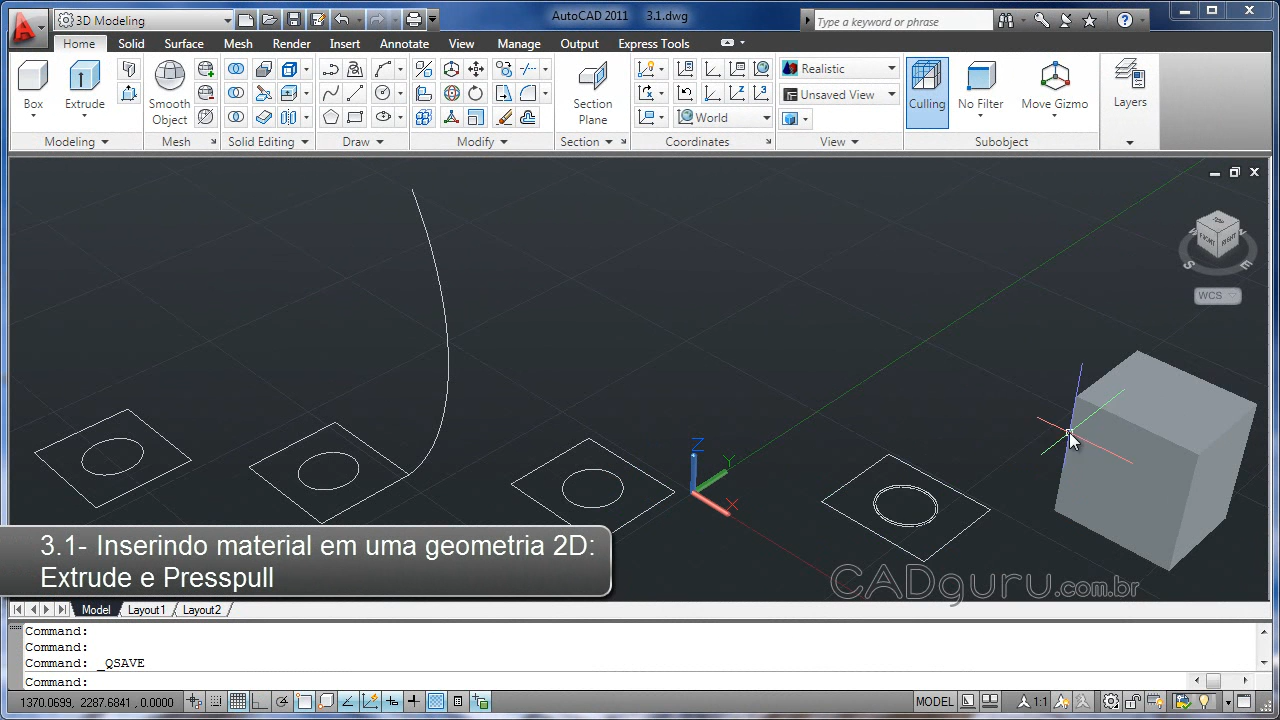 3D Modeling
AutoCAD 2011 3.1.dwg
Type a keyword or phrase
Home Solid Surface Mesh Render Insert Annotate View Manage Output Express Tools
Box
Extrude
Smooth
Object
Section
Plane
Realistic
Unsaved View
World
Culling
No Filter
Move Gizmo
Layers
Modeling
Mesh
Solid Editing
Draw
Modify
Section
Coordinates
View
Subobject
TOP
FRONT
RIGHT
W
N
S
E
WCS
Z
Y
X
3.1- Inserindo material em uma geometria 2D:
Extrude e Presspull
CADguru.com.br
Model Layout1 Layout2
Command:
Command:
Command: _QSAVE
Command:
1370.0699, 2287.6841 , 0.0000
MODEL
1:1